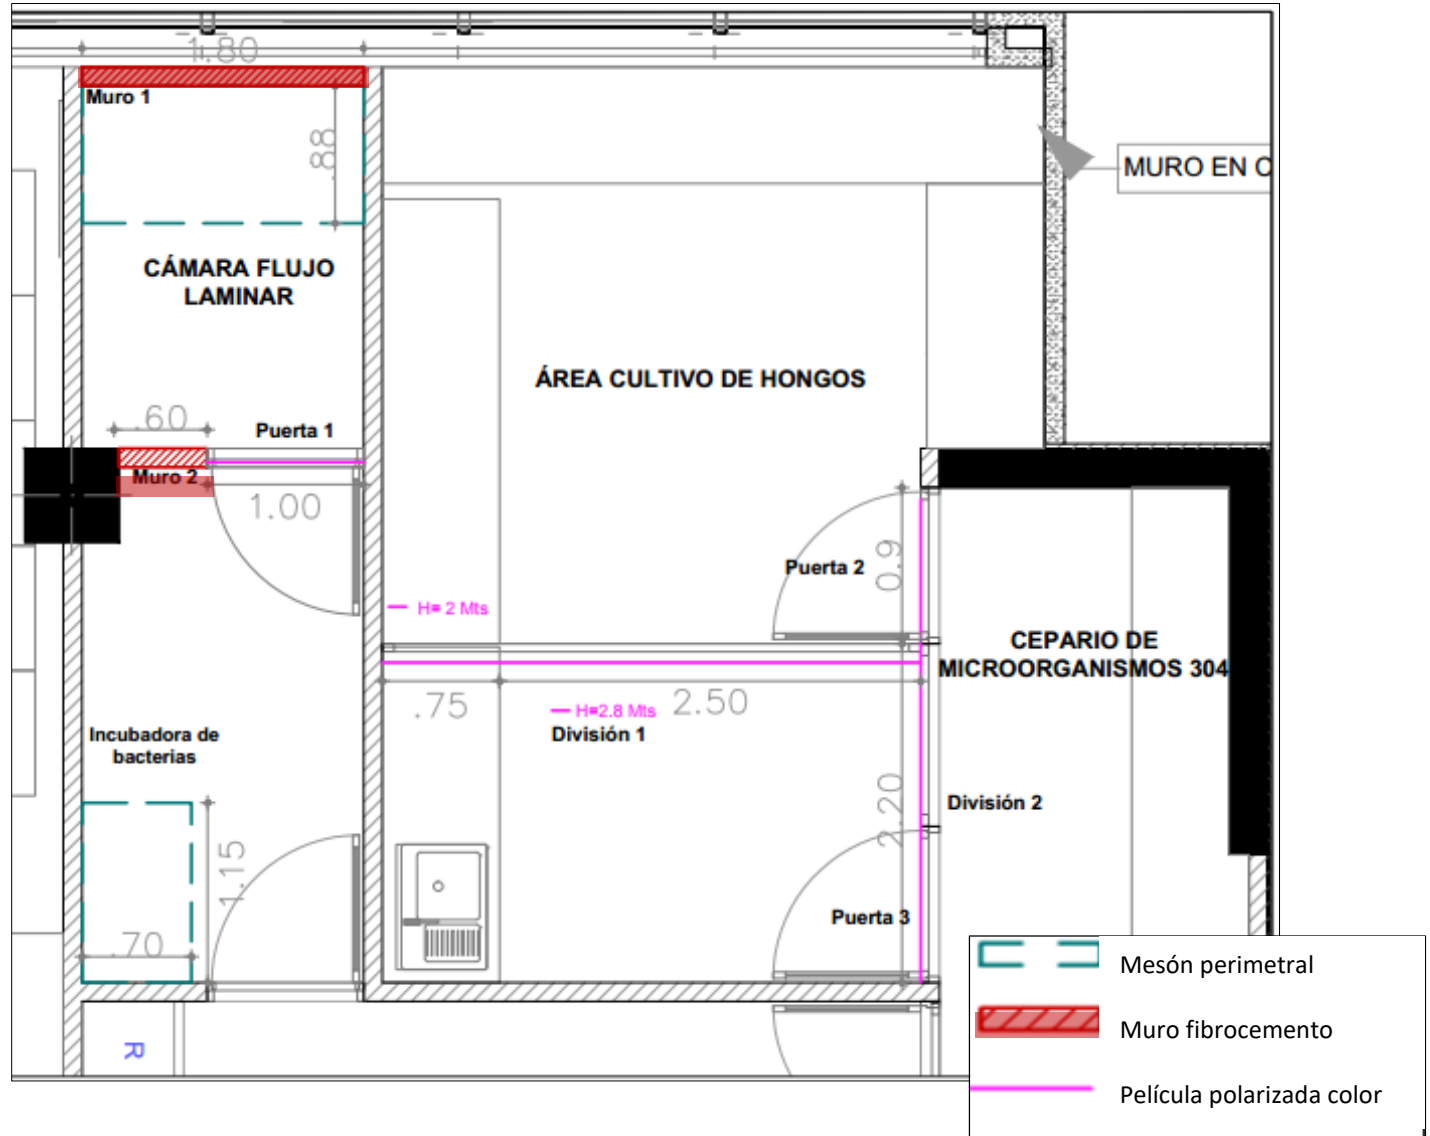 1.80
Muro 1
.88
MURO EN C
CÁMARA FLUJO
LAMINAR
ÁREA CULTIVO DE HONGOS
.60
Puerta 1
Muro 2
1.00
Puerta 2
0.9
H= 2 Mts
CEPARIO DE
MICROORGANISMOS 304
.75
H=2.8 Mts
2.50
División 1
Incubadora de
bacterias
2.20
División 2
1.15
Puerta 3
.70
R
Mesón perimetral
Muro fibrocemento
Película polarizada color